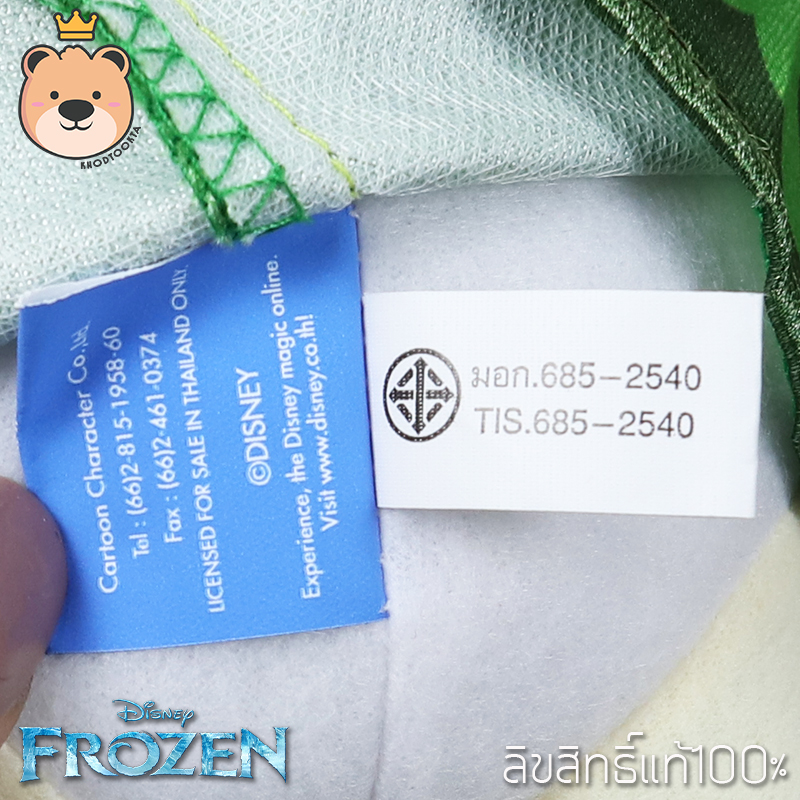 KHODTOOKTA
Cartoon Character Co.,Ltd.
Tel : (66)2-815-1958-60
Fax : (66)2-461-0374
LICENSED FOR SALE IN THAILAND ONLY.
©DISNEY
Experience, the Disney magic online.
Visit www.disney.co.th!
มอก.685-2540
TIS.685-2540
DISNEY
FROZEN
ลิขสิทธิ์แท้100%